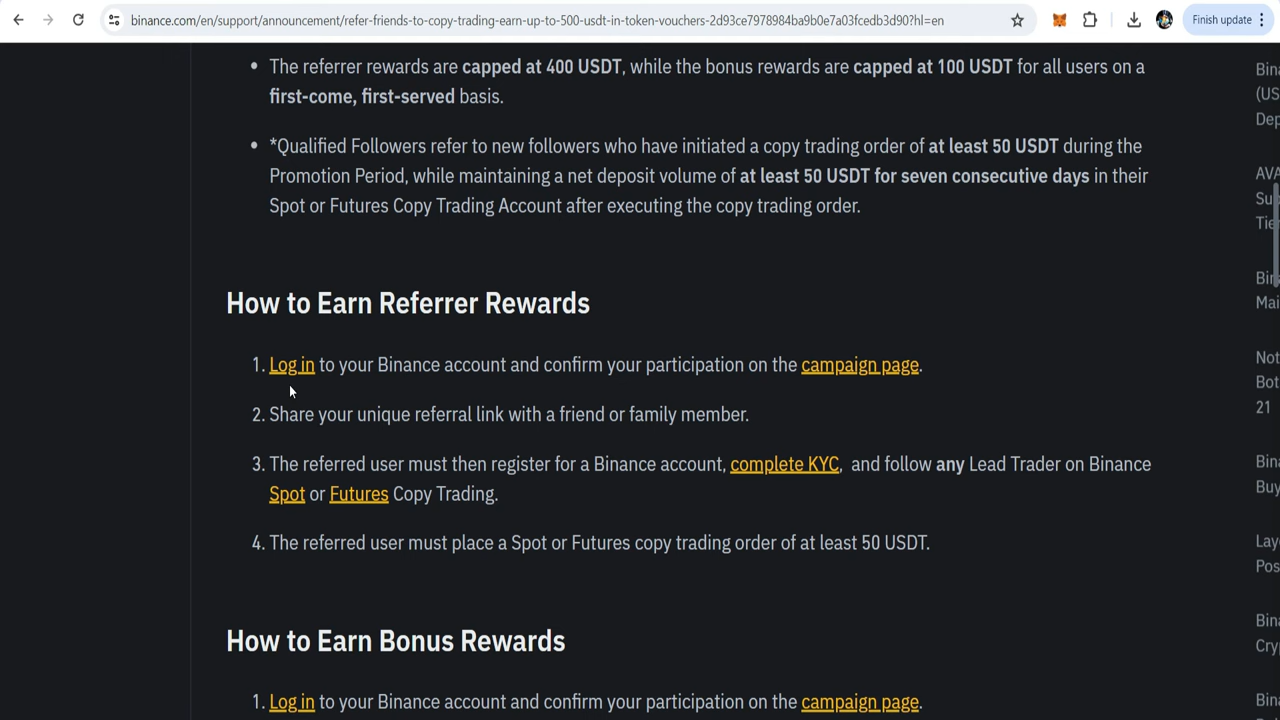 binance.com/en/support/announcement/refer-friends-to-copy-trading-earn-up-to-500-usdt-in-token-vouchers-2d93ce7978984ba9b0e7a03fcedb3d90?hl=en
Finish update
• The referrer rewards are capped at 400 USDT, while the bonus rewards are capped at 100 USDT for all users on a
first-come, first-served basis.
• *Qualified Followers refer to new followers who have initiated a copy trading order of at least 50 USDT during the
Promotion Period, while maintaining a net deposit volume of at least 50 USDT for seven consecutive days in their
Spot or Futures Copy Trading Account after executing the copy trading order.
How to Earn Referrer Rewards
1. Log in to your Binance account and confirm your participation on the campaign page.
2. Share your unique referral link with a friend or family member.
3. The referred user must then register for a Binance account, complete KYC, and follow any Lead Trader on Binance
Spot or Futures Copy Trading.
4. The referred user must place a Spot or Futures copy trading order of at least 50 USDT.
How to Earn Bonus Rewards
1. Log in to your Binance account and confirm your participation on the campaign page.
(US
21